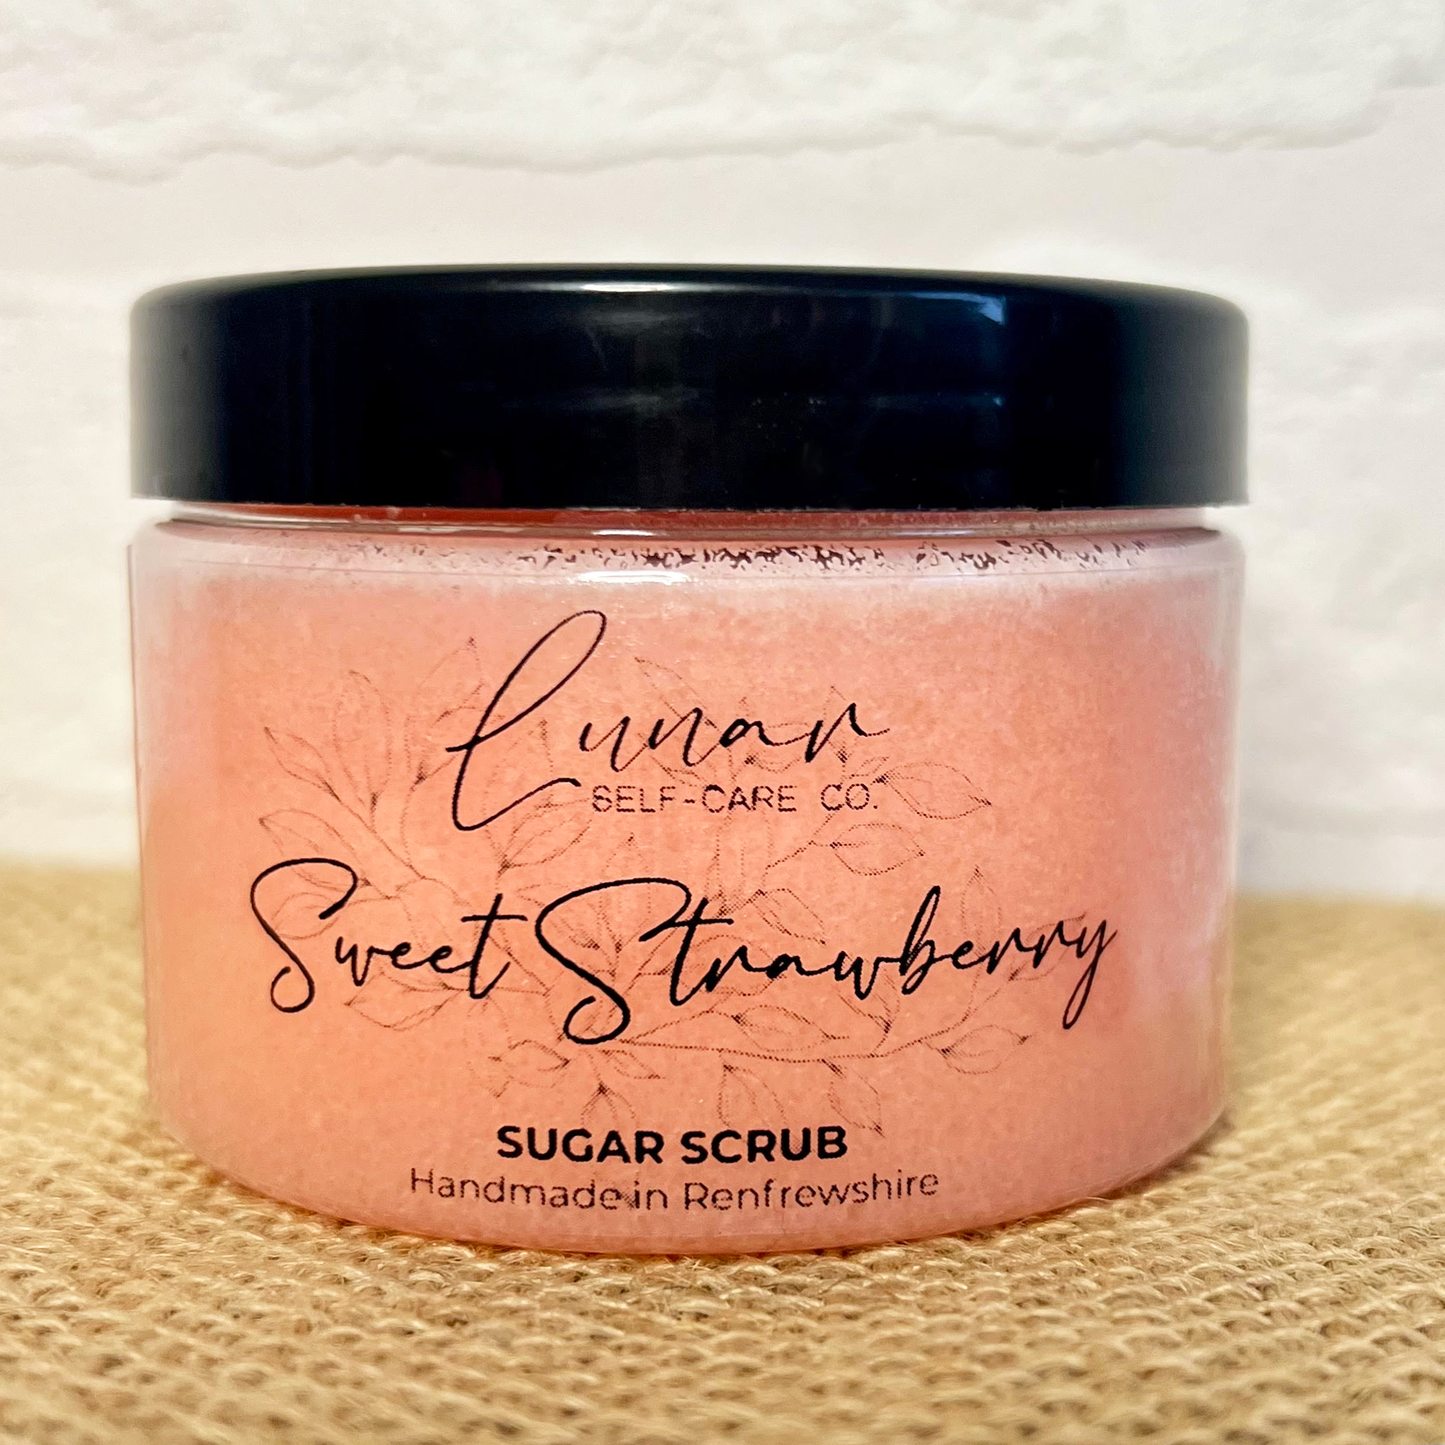 Lunar
SELF-CARE CO.
Sweet Strawberry
SUGAR SCRUB
Handmade in Renfrewshire